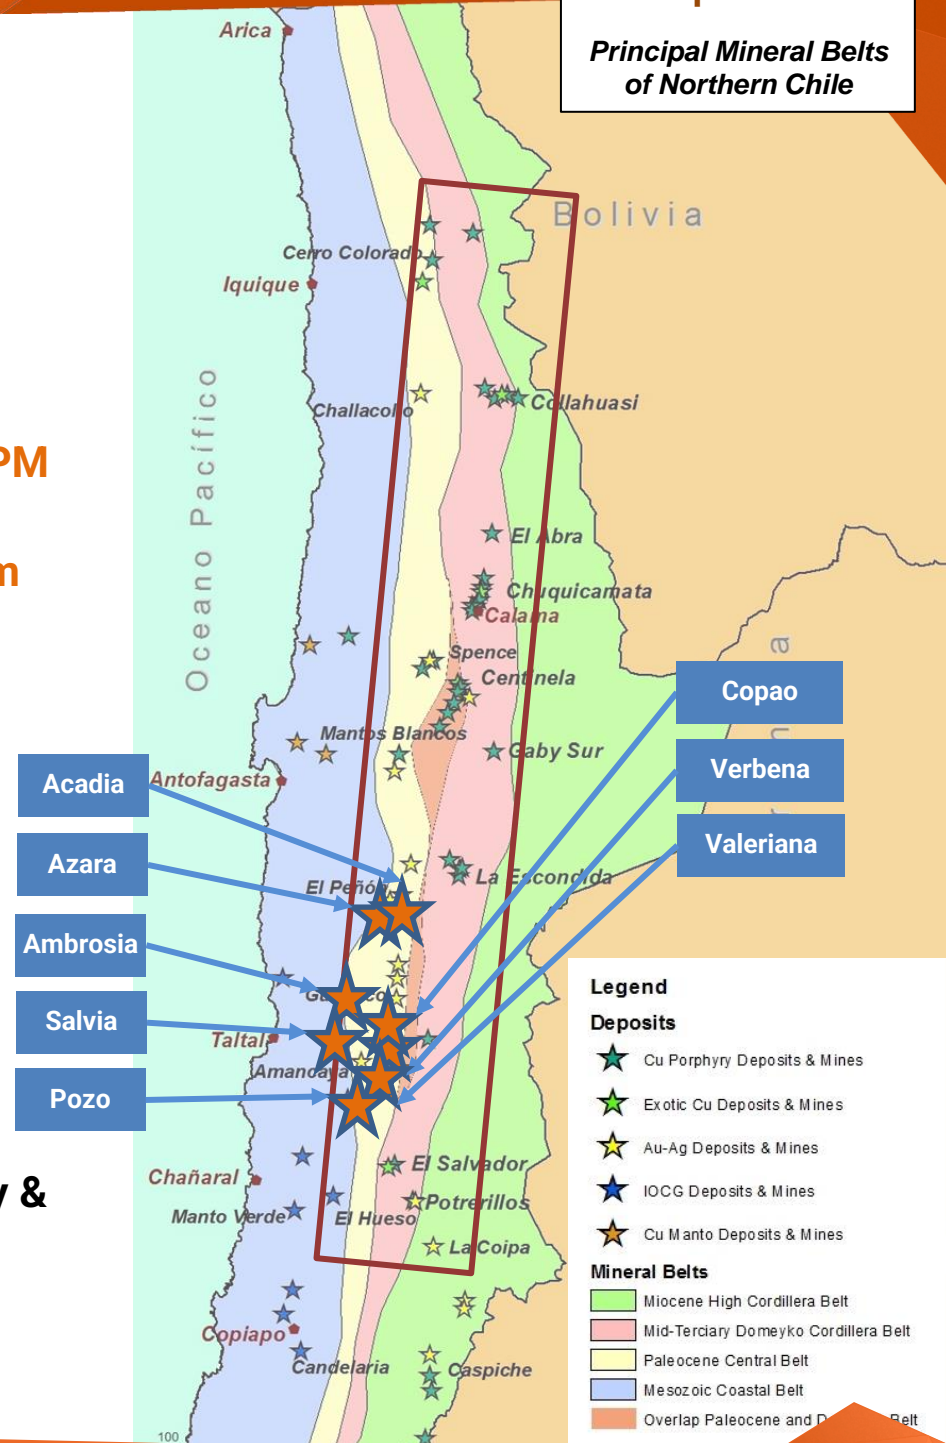 Principal Mineral Belts
of Northern Chile
Arica
Bolivia
Cerro Colorado
Iquique
Oceano Pacífico
Challacollo
Collahuasi
PM
El Abra
m
Chuquicamata
Calama
Spence
Centinela
Copao
Mantos Blancos
Gaby Sur
Verbena
Acadia
Antofagasta
Valeriana
Azara
El Peñón
La Escondida
Ambrosia
Salvia
Taltal
Amancaya
Pozo
El Salvador
Chañaral
y &
Potrerillos
Manto Verde
El Hueso
La Coipa
Copiapo
Candelaria
Caspiche
100
Legend
Deposits
Cu Porphyry Deposits & Mines
Exotic Cu Deposits & Mines
Au-Ag Deposits & Mines
IOCG Deposits & Mines
Cu Manto Deposits & Mines
Mineral Belts
Miocene High Cordillera Belt
Mid-Terciary Domeyko Cordillera Belt
Paleocene Central Belt
Mesozoic Coastal Belt
Overlap Paleocene and Belt